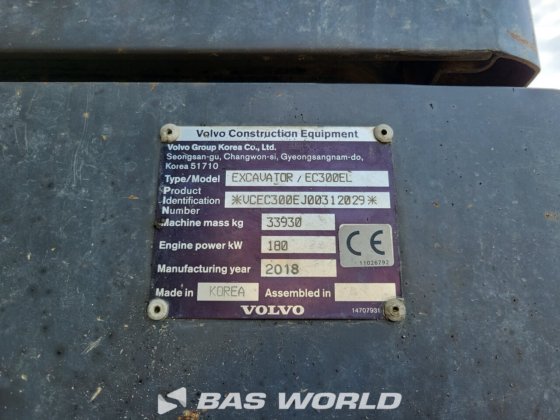 Volvo Construction Equipment
Volvo Group Korea Co., Ltd.
Seongsan-gu, Changwon-si, Gyeongsangnam-do,
Korea 51710
Type/Model EXCAVATOR / EC300EL
Product
Identification *VCEC300EJ00312029*
Number
Machine mass kg 33930
Engine power kW 180
CE
11026792
Manufacturing year 2018
Made in KOREA Assembled in
VOLVO
14707931
BAS WORLD